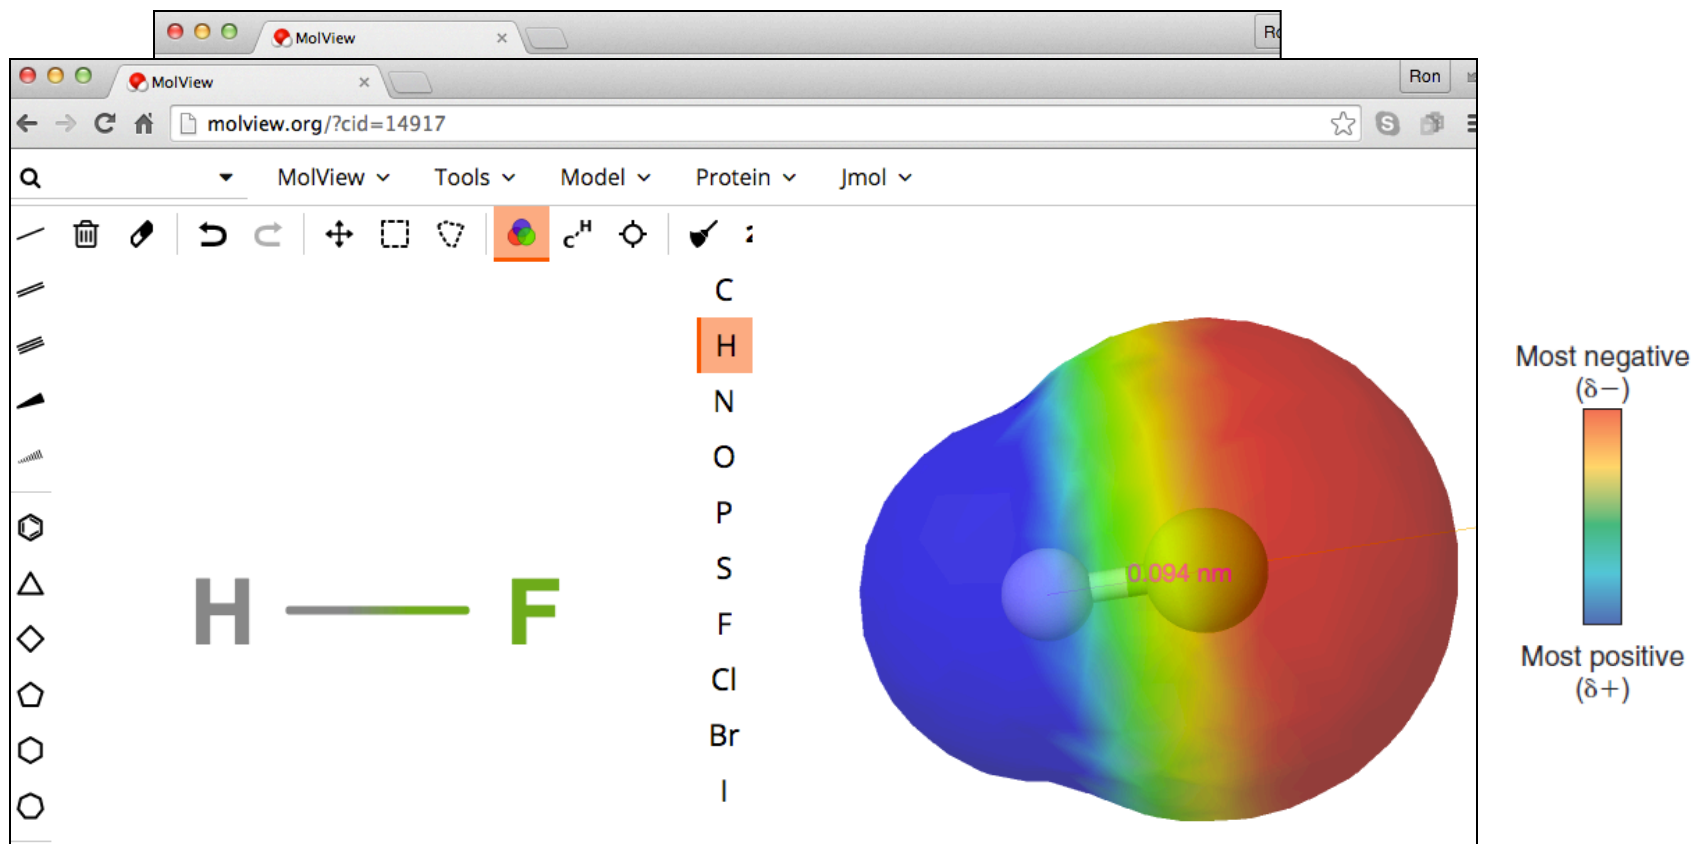 MolView
Ro
MolView
Ron
molview.org/?cid=14917
MolView Tools Model Protein Jmol
C H
C
H
N
O
P
S
F
Cl
Br
I
H F
0.094 nm
Most negative
(δ−)
Most positive
(δ+)